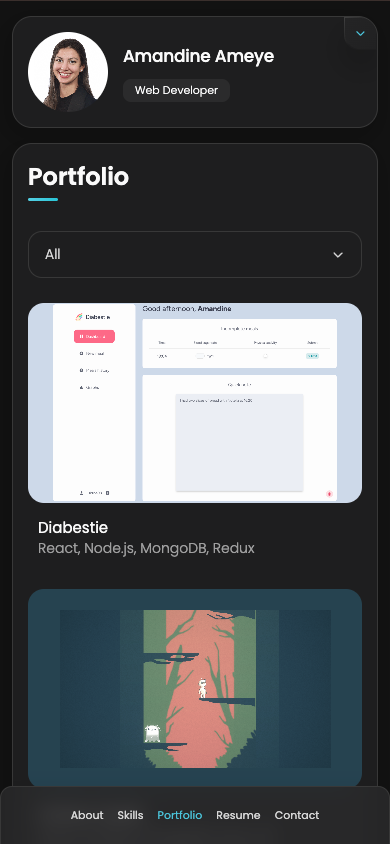 Amandine Ameye
Web Developer
Portfolio
All
Diabestie
Good afternoon, Amandine
Diabestie
React, Node.js, MongoDB, Redux
About Skills Portfolio Resume Contact